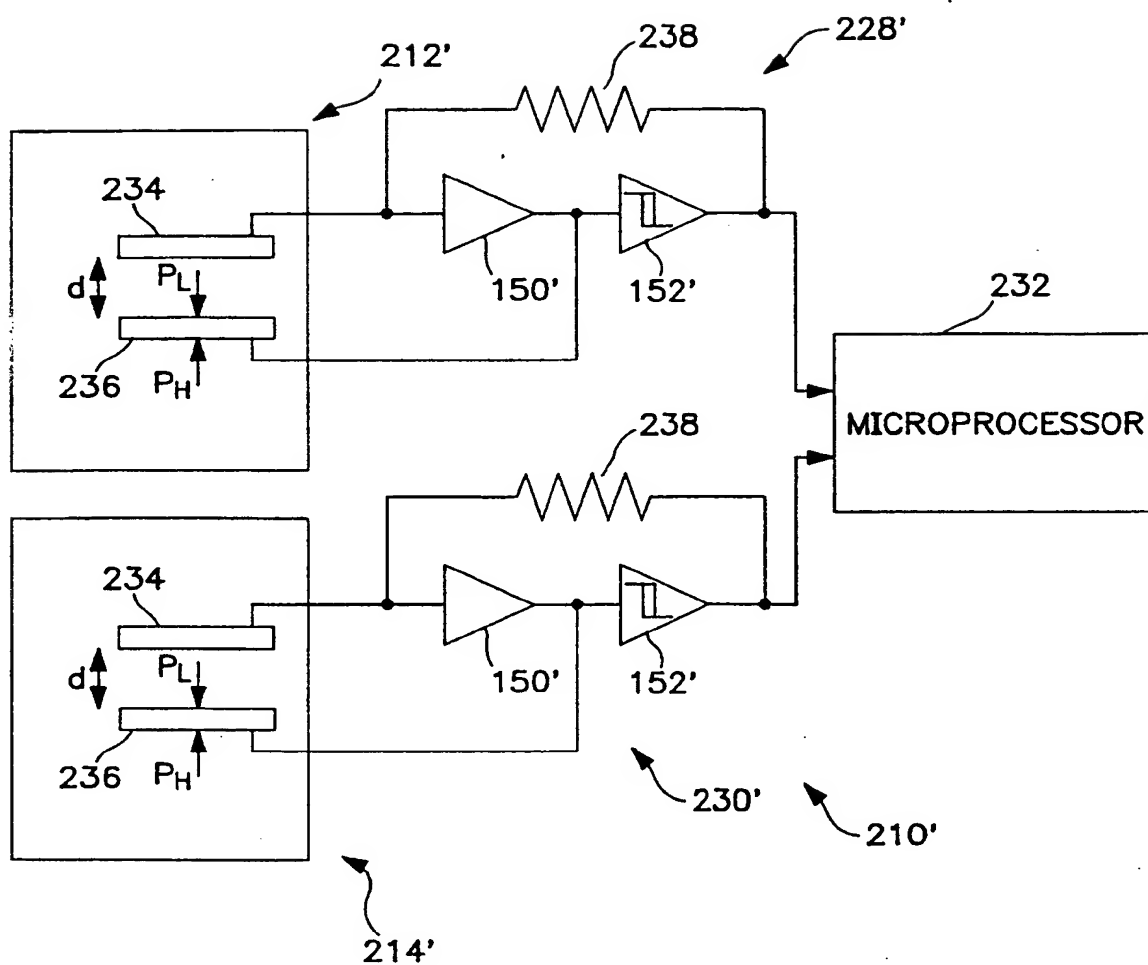 238
228'
212'
234
PL
d
150'
152'
236
PH
232
MICROPROCESSOR
238
234
PL
d
150'
152'
236
PH
230'
210'
214'